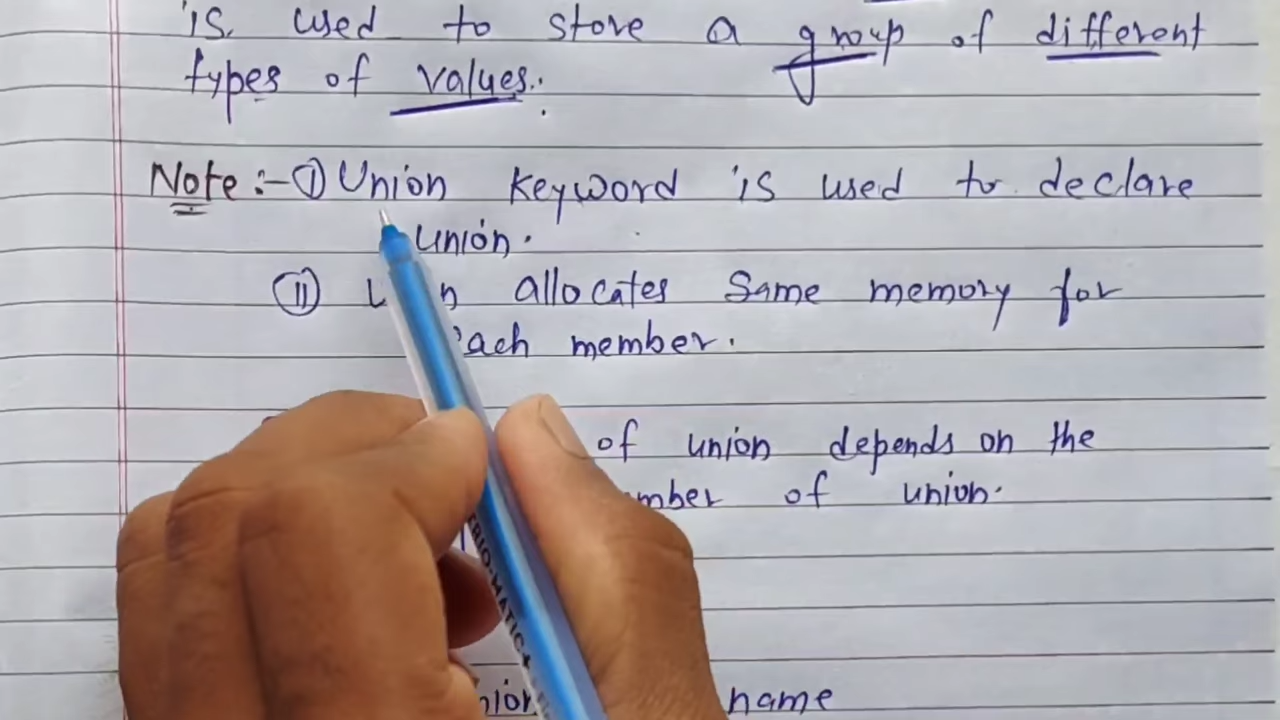 is used to store a group of different
types of values.
Note :- (I) Union keyword is used to declare
union.
(II) allocates same memory for
each member.
of union depends on the
of union.
name